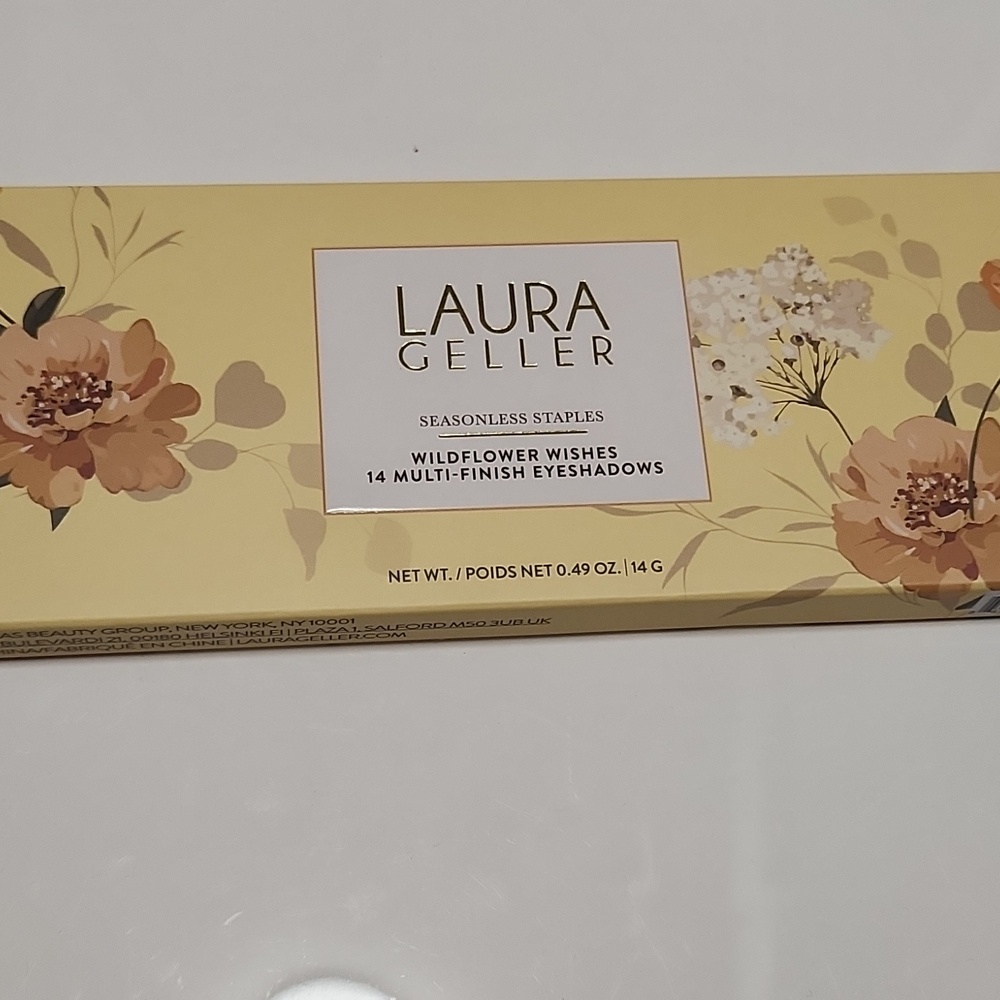 LAURA
GELLER
SEASONLESS STAPLES
WILDFLOWER WISHES
14 MULTI-FINISH EYESHADOWS
NET WT. / POIDS NET 0.49 OZ. | 14 G
AS BEAUTY GROUP, NEW YORK, NY 10001
BULEVARDI 21, 00180 HELSINKI, FI | PLAZA 1, SALFORD M50 3UB UK
INA/FABRIQUÉ EN CHINE | LAURAGELLER.COM